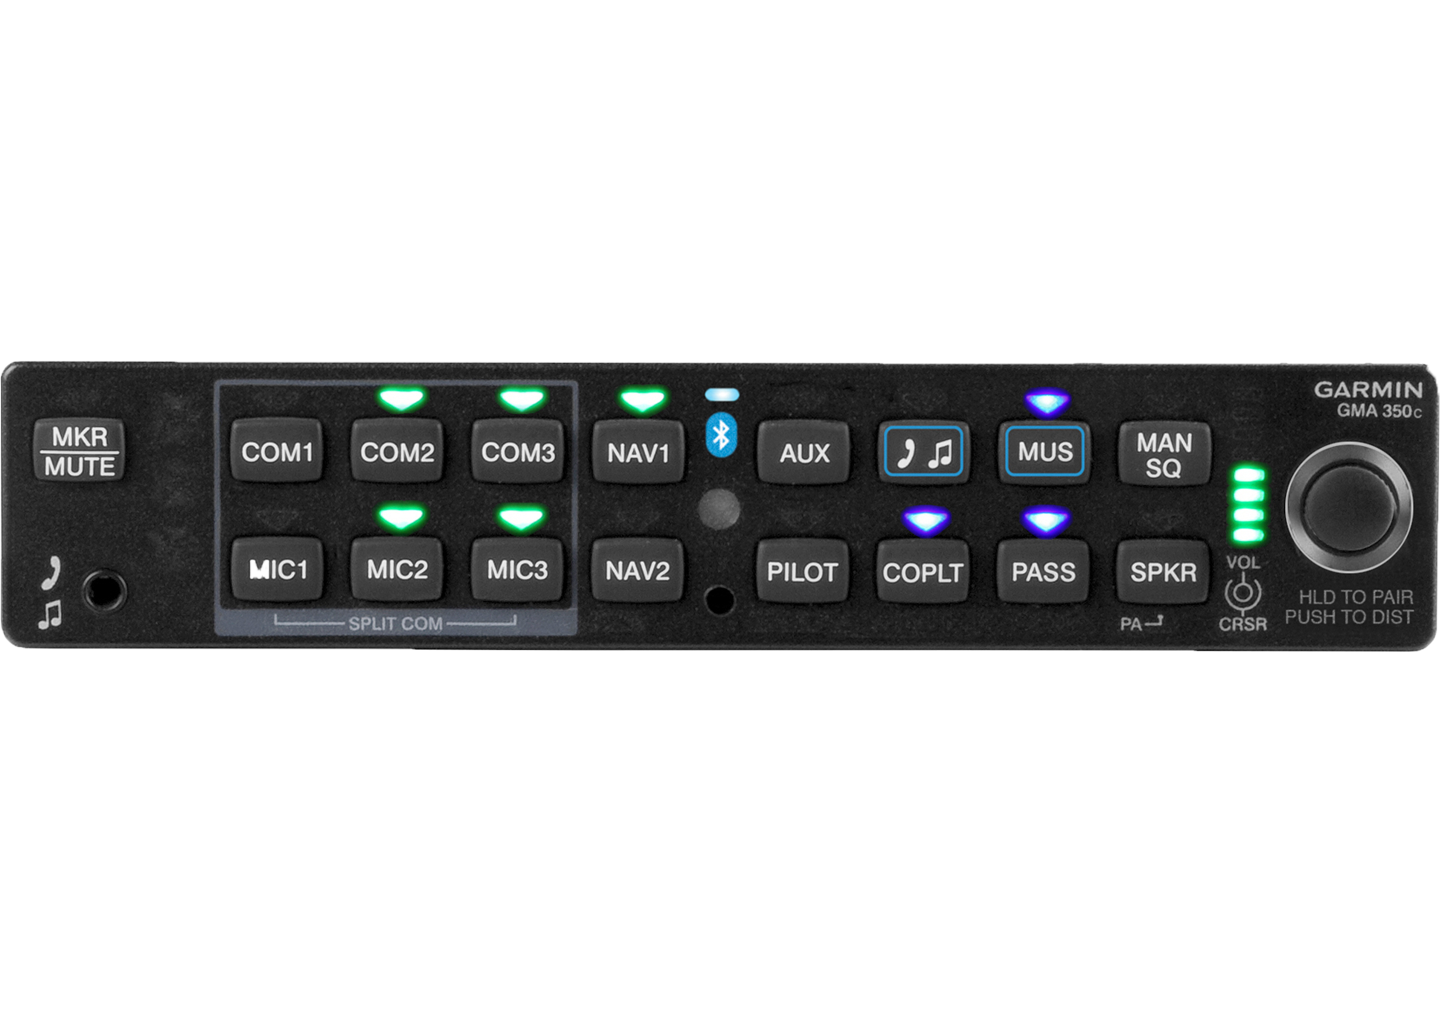 GARMIN
GMA 350c
MKR
MUTE
COM1 COM2 COM3 NAV1 AUX MUS MAN
SQ
MIC1 MIC2 MIC3 NAV2 PILOT COPLT PASS SPKR
SPLIT COM
PA
VOL
CRSR
HLD TO PAIR
PUSH TO DIST